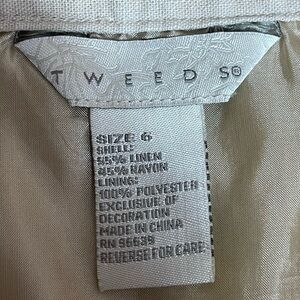 TWEEDS®
SIZE 6
SHELL:
55% LINEN
45% RAYON
LINING:
100% POLYESTER
EXCLUSIVE OF
DECORATION
MADE IN CHINA
RN 96639
REVERSE FOR CARE